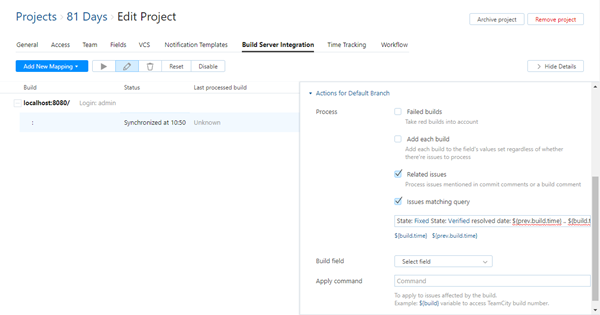 Projects › 81 Days › Edit Project
Archive project
Remove project
General Access Team Fields VCS Notification Templates Build Server Integration Time Tracking Workflow
Add New Mapping
Reset
Disable
> Hide Details
Build Status Last processed build
localhost:8080/ Login: admin
: Synchronized at 10:50 Unknown
Actions for Default Branch
Process
Failed builds
Take red builds into account
Add each build
Add each build to the field's values set regardless of whether
there're issues to process
Related issues
Process issues mentioned in commit comments or a build comment
Issues matching query
State: Fixed State: Verified resolved date: ${prev.build.time} .. ${build.t
${build.time} ${prev.build.time}
Build field
Select field
Apply command
Command
To apply to issues affected by the build.
Example: ${build} variable to access TeamCity build number.